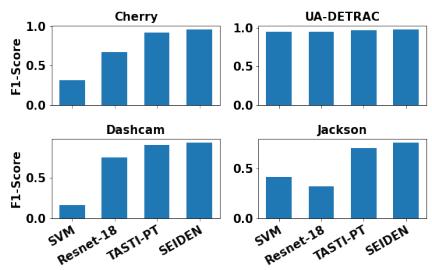 Cherry
UA-DETRAC
F1-Score
1.0
0.5
0.0
1.0
0.5
0.0
Dashcam
Jackson
F1-Score
0.5
0.0
0.5
0.0
SVM
Resnet-18
TASTI-PT
SEIDEN
SVM
Resnet-18
TASTI-PT
SEIDEN